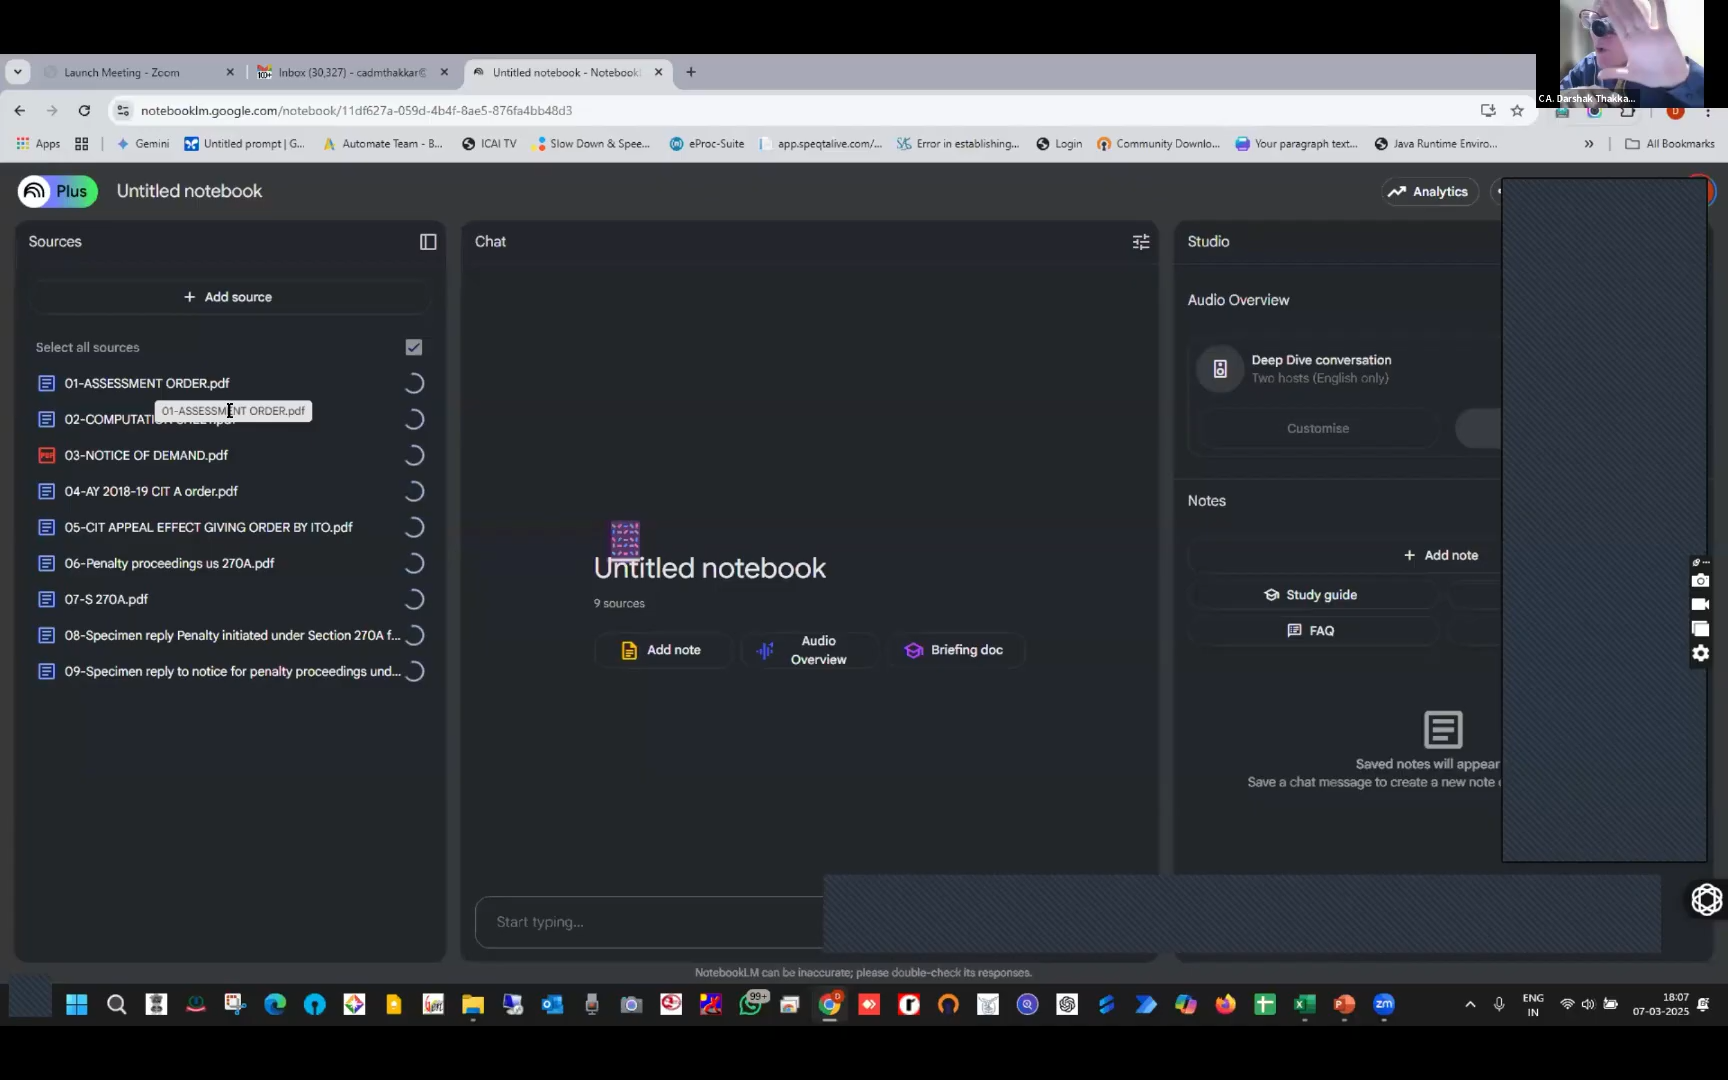 CA. Darshak Thakka...
Launch Meeting - Zoom
Inbox (30,327) - cadmthakkar@
Untitled notebook - Notebook
notebooklm.google.com/notebook/11df627a-059d-4b4f-8ae5-876fa4bb48d3
Apps
Gemini
Untitled prompt | G...
Automate Team - B...
ICAI TV
Slow Down & Spee...
eProc-Suite
app.speqtalive.com/...
Error in establishing...
Login
Community Downlo...
Your paragraph text...
Java Runtime Enviro...
»
All Bookmarks
Plus
Untitled notebook
Analytics
Sources
+ Add source
Select all sources
01-ASSESSMENT ORDER.pdf
01-ASSESSMENT ORDER.pdf
02-COMPUTATI
03-NOTICE OF DEMAND.pdf
04-AY 2018-19 CIT A order.pdf
05-CIT APPEAL EFFECT GIVING ORDER BY ITO.pdf
06-Penalty proceedings us 270A.pdf
07-S 270A.pdf
08-Specimen reply Penalty initiated under Section 270A f...
09-Specimen reply to notice for penalty proceedings und...
Chat
Untitled notebook
9 sources
Add note
Audio
Overview
Briefing doc
Start typing...
Studio
Audio Overview
Deep Dive conversation
Two hosts (English only)
Customise
Notes
+ Add note
Study guide
FAQ
Saved notes will appear
Save a chat message to create a new note
NotebookLM can be inaccurate; please double-check its responses.
99+
ENG
IN
18:07
07-03-2025